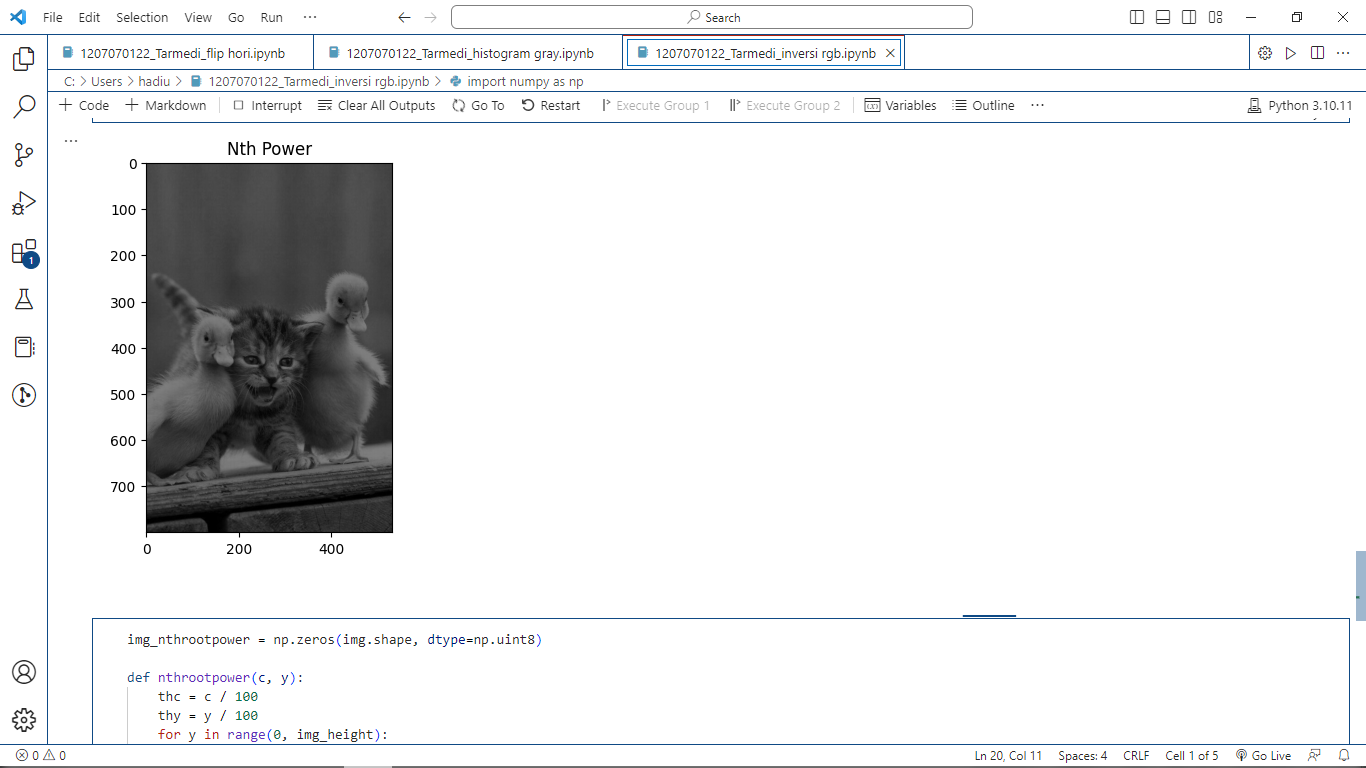 File Edit Selection View Go Run ··· Search
1207070122_Tarmedi_flip hori.ipynb 1207070122_Tarmedi_histogram gray.ipynb 1207070122_Tarmedi_inversi rgb.ipynb
C: > Users > hadiu > 1207070122_Tarmedi_inversi rgb.ipynb > import numpy as np
Code Markdown Interrupt Clear All Outputs Go To Restart Execute Group 1 Execute Group 2 Variables Outline ··· Python 3.10.11
...
Nth Power
0
100
200
300
400
500
600
700
0 200 400
1
img_nthrootpower = np.zeros(img.shape, dtype=np.uint8)
def nthrootpower(c, y):
thc = c / 100
thy = y / 100
for y in range(0, img_height):
0 0 Ln 20, Col 11 Spaces: 4 CRLF Cell 1 of 5 Go Live